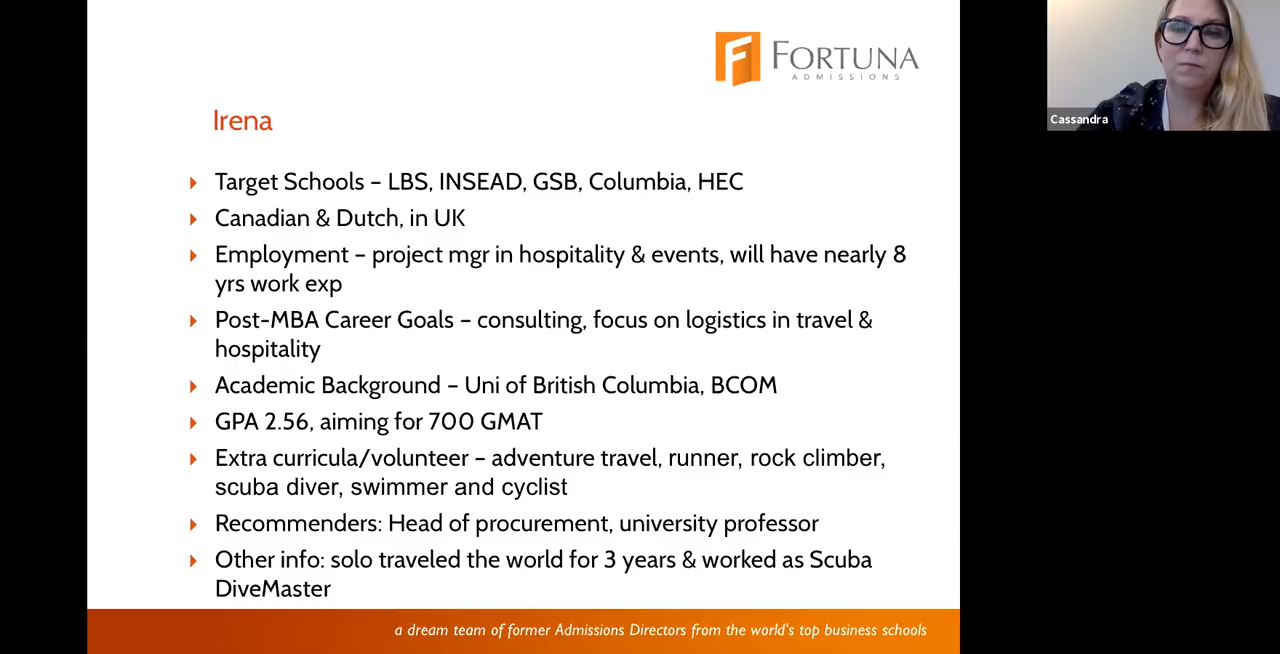 FORTUNA
ADMISSIONS
Cassandra
Irena
Target Schools – LBS, INSEAD, GSB, Columbia, HEC
Canadian & Dutch, in UK
Employment – project mgr in hospitality & events, will have nearly 8
yrs work exp
Post-MBA Career Goals – consulting, focus on logistics in travel &
hospitality
Academic Background – Uni of British Columbia, BCOM
GPA 2.56, aiming for 700 GMAT
Extra curricula/volunteer – adventure travel, runner, rock climber,
scuba diver, swimmer and cyclist
Recommenders: Head of procurement, university professor
Other info: solo traveled the world for 3 years & worked as Scuba
DiveMaster
a dream team of former Admissions Directors from the world's top business schools